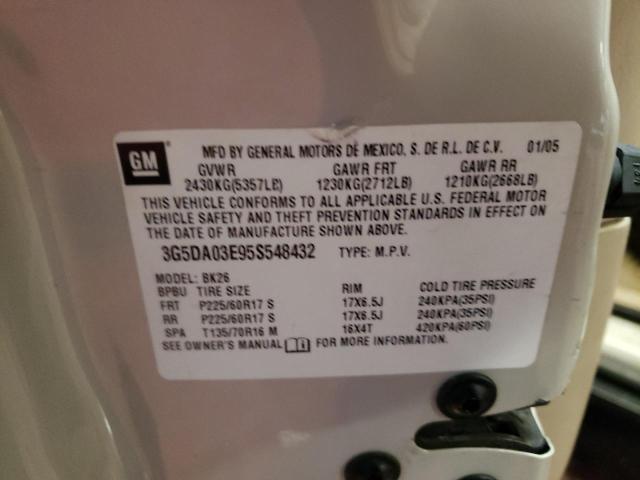 GM
MFD BY GENERAL MOTORS DE MEXICO, S. DE R.L. DE C.V. 01/05
GVWR GAWR FRT GAWR RR
2430KG(5357LB) 1230KG(2712LB) 1210KG(2668LB)
THIS VEHICLE CONFORMS TO ALL APPLICABLE U.S. FEDERAL MOTOR
VEHICLE SAFETY AND THEFT PREVENTION STANDARDS IN EFFECT ON
THE DATE OF MANUFACTURE SHOWN ABOVE.
3G5DA03E95S548432 TYPE: M.P.V.
MODEL: BK26
BPBU TIRE SIZE RIM COLD TIRE PRESSURE
FRT P225/60R17 S 17X6.5J 240KPA(35PSI)
RR P225/60R17 S 17X6.5J 240KPA(35PSI)
SPA T135/70R16 M 16X4T 420KPA(60PSI)
SEE OWNER'S MANUAL FOR MORE INFORMATION.